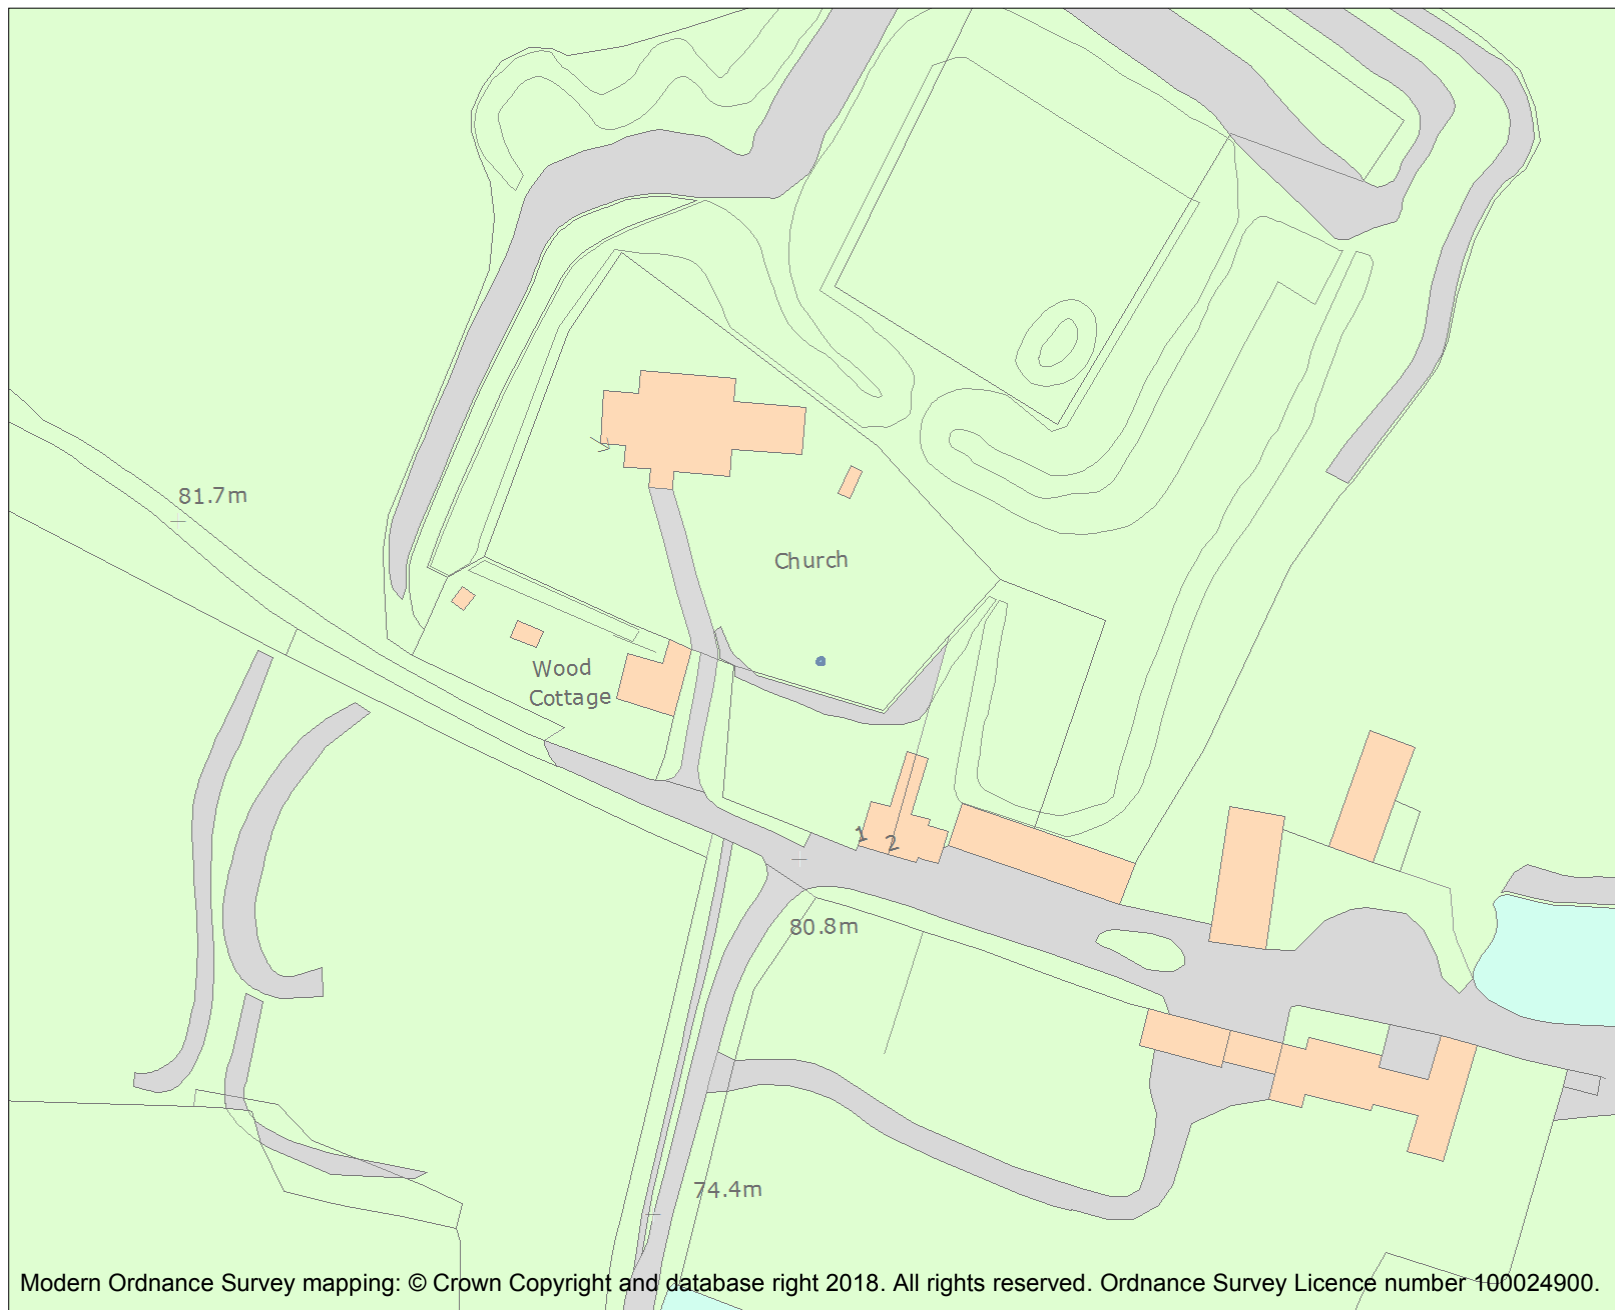 81.7m
Church
Wood
Cottage
1
2
80.8m
74.4m
Modern Ordnance Survey mapping: © Crown Copyright and database right 2018. All rights reserved. Ordnance Survey Licence number 100024900.